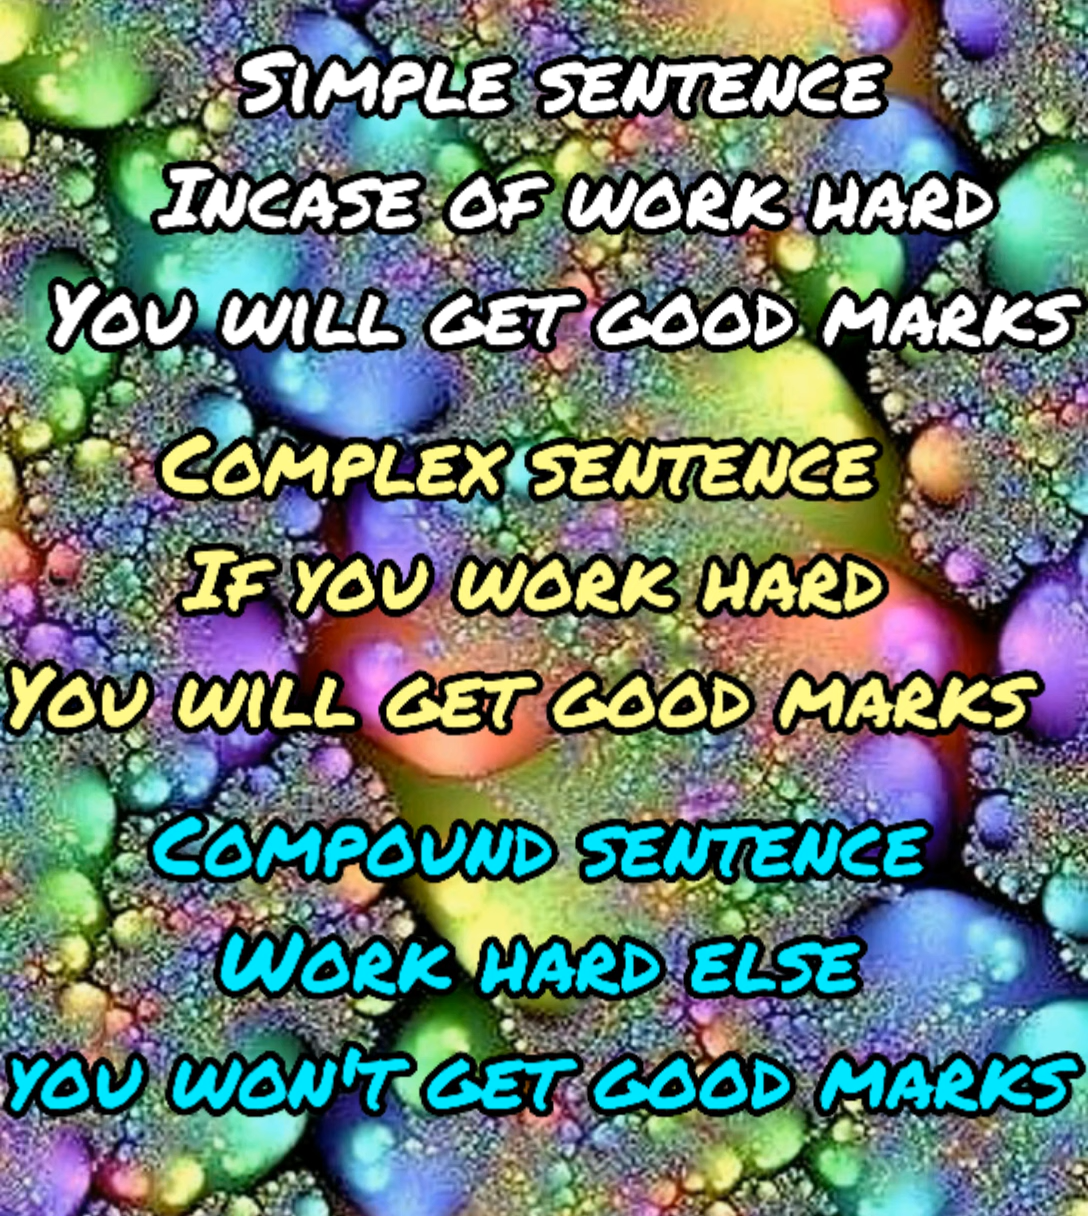 Simple sentence
Incase of work hard
You will get good marks
Complex sentence
If you work hard
You will get good marks
Compound sentence
Work hard else
you won't get good marks